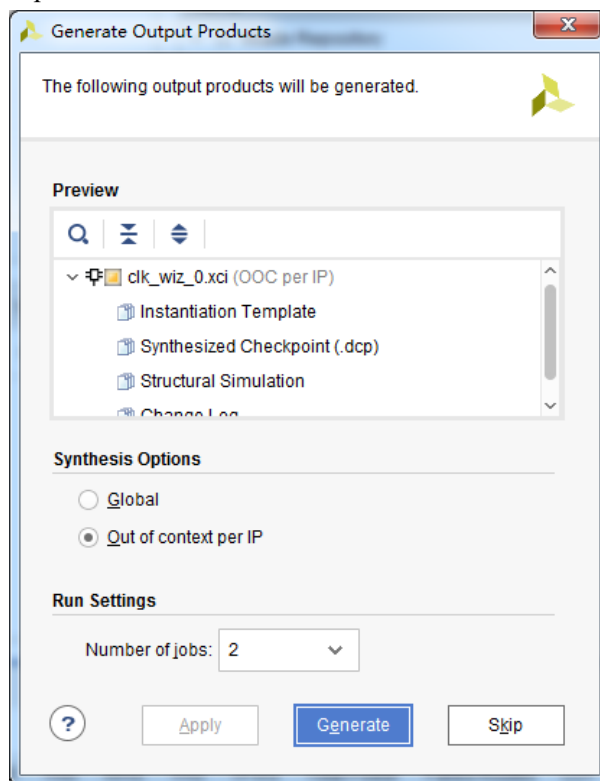 Generate Output Products
The following output products will be generated.
Preview
clk_wiz_0.xci (OOC per IP)
Instantiation Template
Synthesized Checkpoint (.dcp)
Structural Simulation
Change Log
Synthesis Options
Global
Out of context per IP
Run Settings
Number of jobs: 2
? Apply Generate Skip